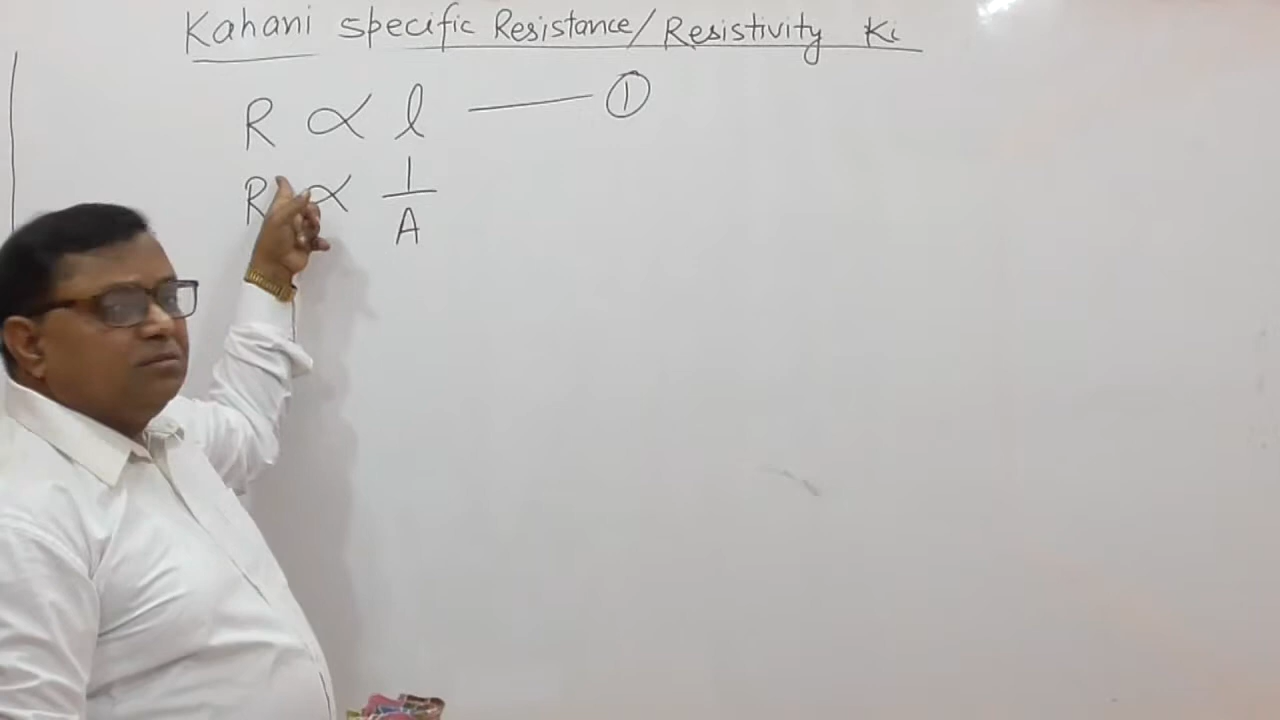 Kahani specific Resistance/Resistivity Ki
R ∝ l —— ①
R ∝ 1/A